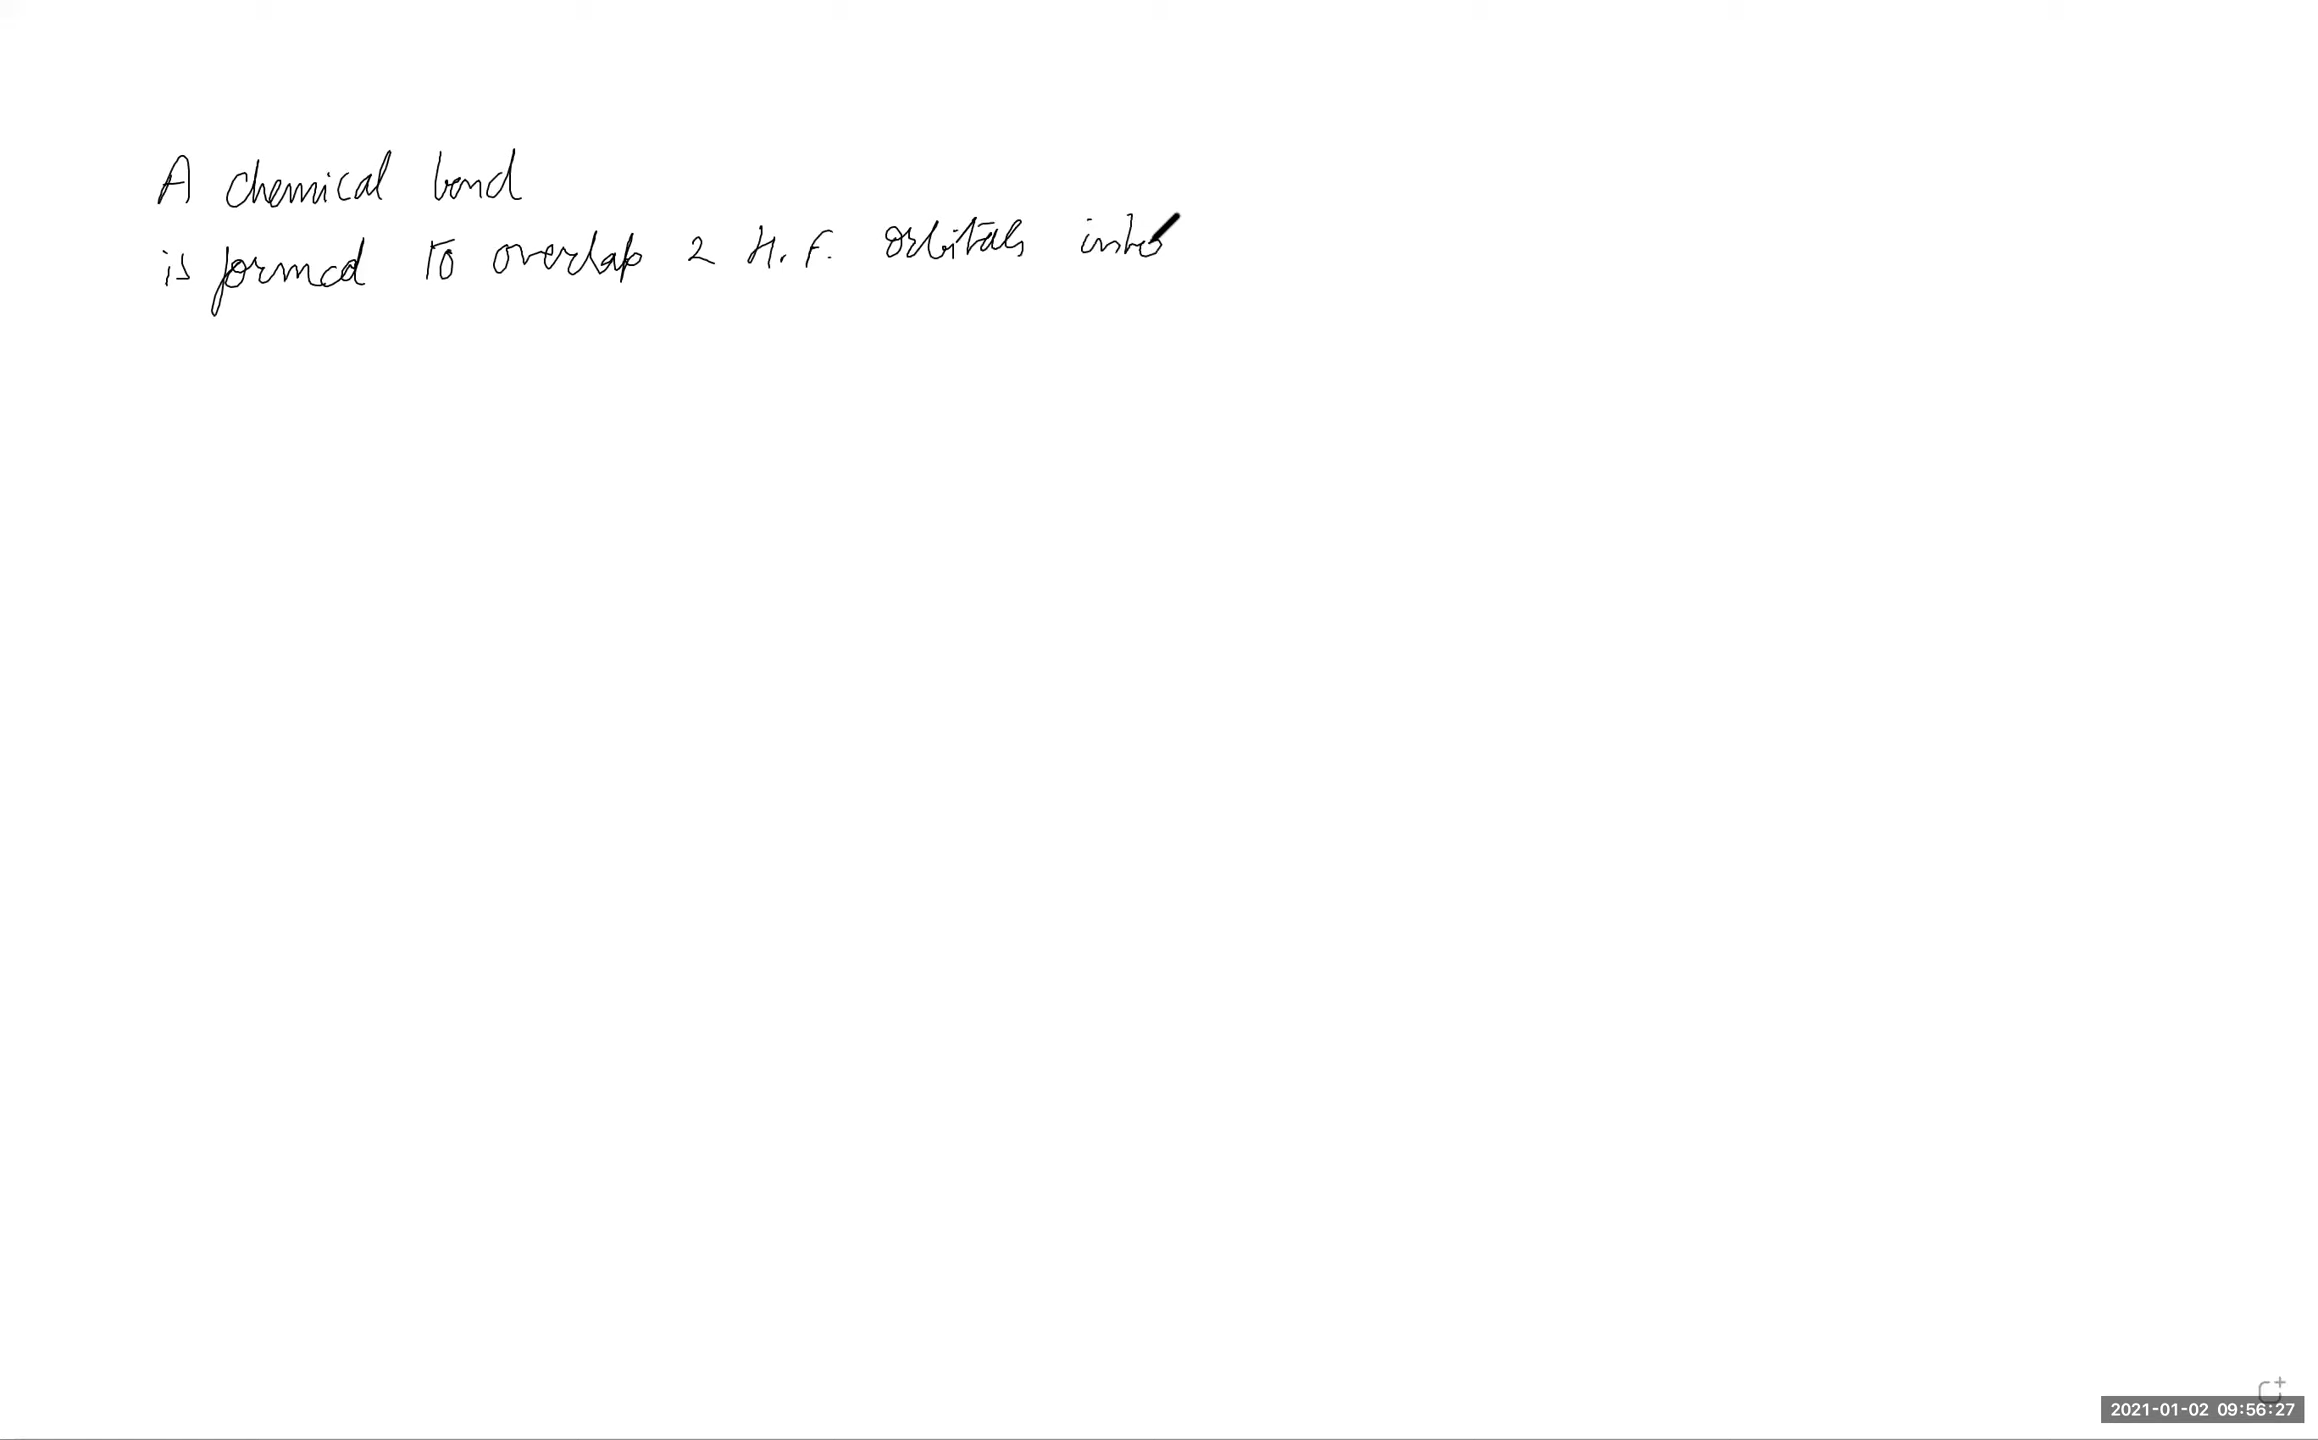 A chemical bond
is formed to overlap 2 H.F. orbitals into
2021-01-02 09:56:27